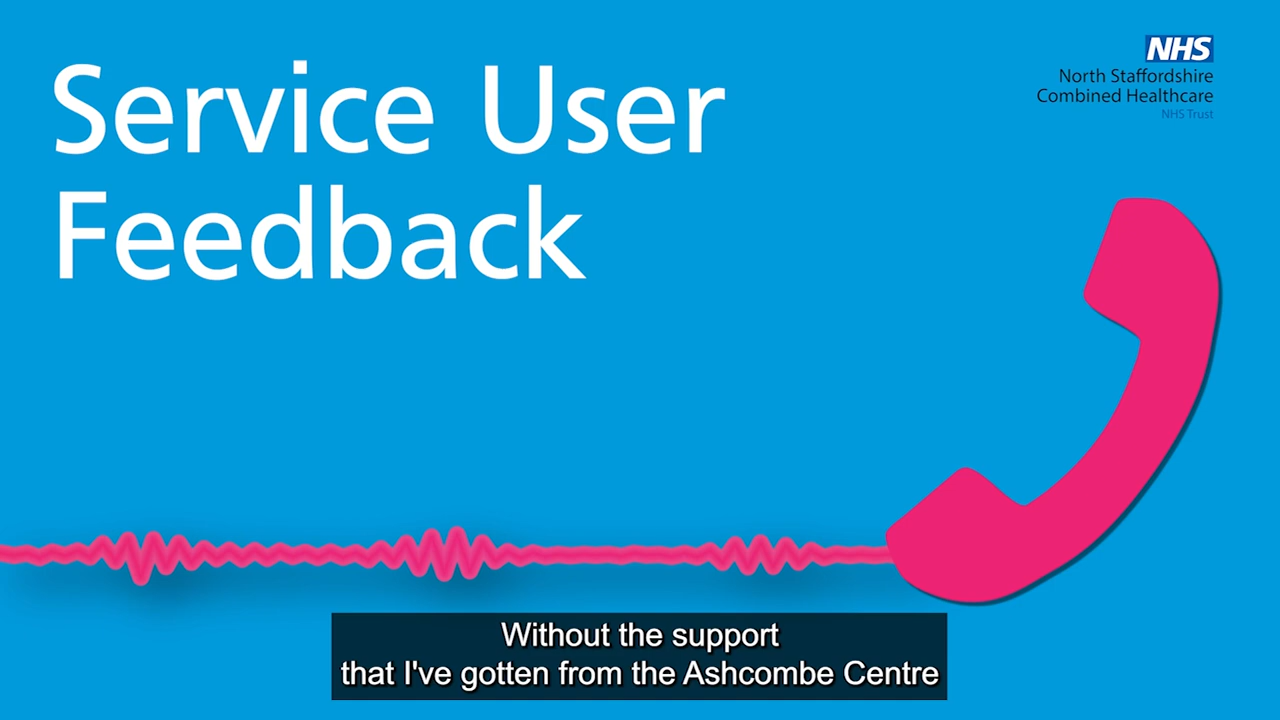 Service User
Feedback
NHS
North Staffordshire
Combined Healthcare
NHS Trust
Without the support
that I've gotten from the Ashcombe Centre